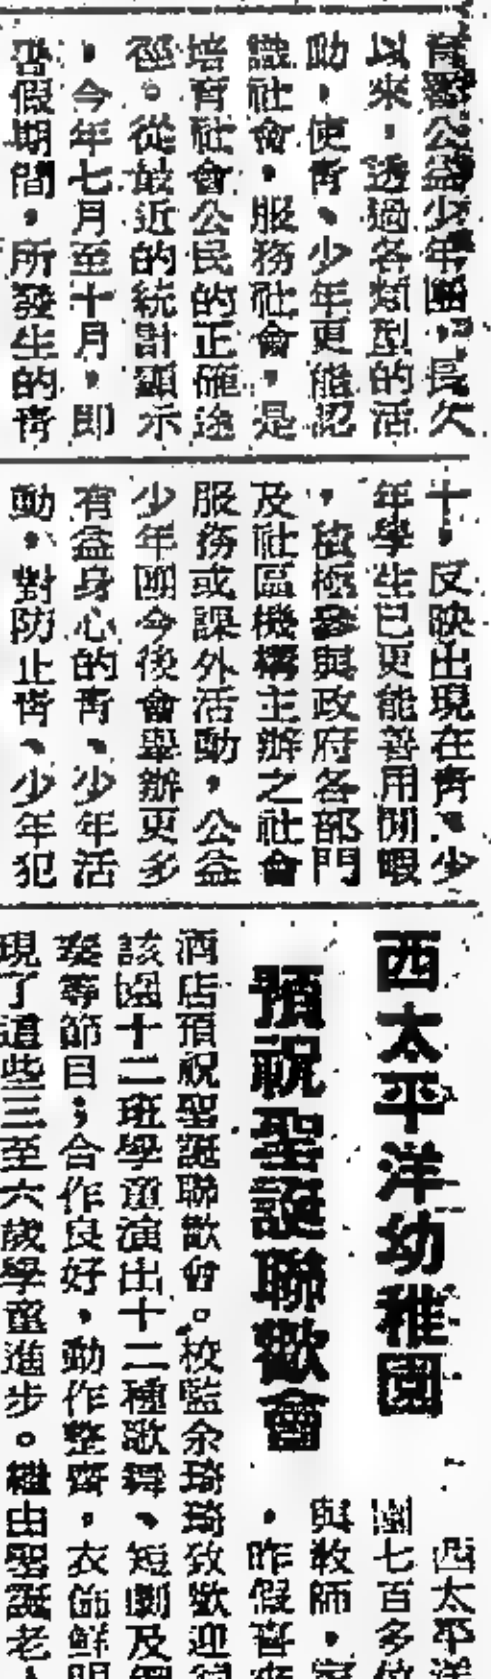 育署公益少年團，長久
以來，透過各類型的活
動，使青、少年更能認
識社會，服務社會，是
培育社會公民的正確途
徑。從最近的統計顯示
，今年七月至十月，即
暑假期間，所發生的青
十，反映出現在青、少
年學生已更能善用閒暇
，積極參與政府各部門
及社區機構主辦之社會
服務或課外活動，公益
少年團今後會舉辦更多
有益身心的青、少年活
動，對防止青、少年犯
西太平洋幼稚園
預祝聖誕聯歡會
西太平洋
園七百多
與教師，家
，昨假喜來
酒店預祝聖誕聯歡會。校監余琦琦致歡迎詞
該園十二班學童演出十二種歌舞、短劇及
奏等節目；合作良好，動作整齊，衣飾鮮明
現了這些三至六歲學童進步。繼由聖誕老人